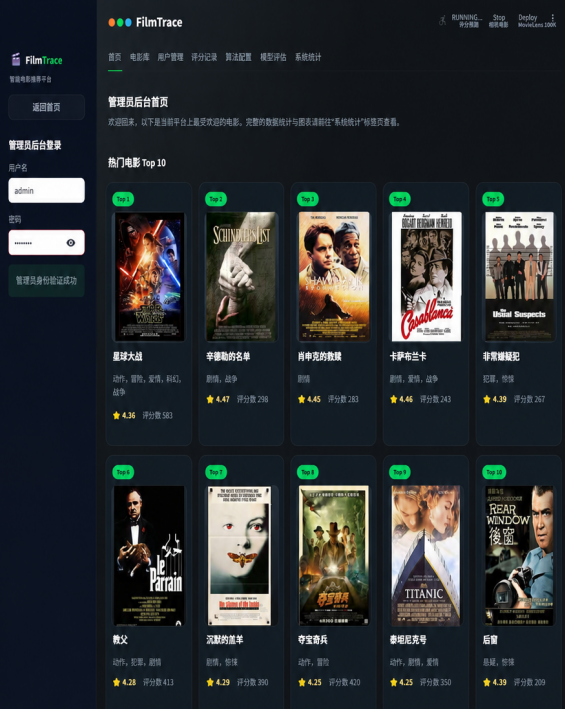 FilmTrace
智能电影推荐平台
返回首页
管理员后台登录
用户名
admin
密码
管理员身份验证成功
FilmTrace
RUNNING... Stop Deploy
评分预测 相似电影 MovieLens 100K
首页 电影库 用户管理 评分记录 算法配置 模型评估 系统统计
管理员后台首页
欢迎回来，以下是当前平台上最受欢迎的电影。完整的数据统计与图表请前往“系统统计”标签页查看。
热门电影 Top 10
Top 1
STAR WARS
星球大战
动作，冒险，爱情，科幻，
战争
4.36 评分数 583
Top 2
SCHINDLER'S LIST
辛德勒的名单
剧情，战争
4.47 评分数 298
Top 3
TIM ROBBINS MORGAN FREEMAN
SHAWSHANK
肖申克的救赎
剧情
4.45 评分数 283
Top 4
HUMPHREY INGRID PAUL
BOGART BERGMAN HENREID
Casablanca
卡萨布兰卡
剧情，爱情，战争
4.46 评分数 243
Top 5
The
Usual Suspects
非常嫌疑犯
犯罪，惊悚
4.39 评分数 267
Top 6
le
Parrain
教父
动作，犯罪，剧情
4.28 评分数 413
Top 7
the silence of the lambs
沉默的羔羊
剧情，惊悚
4.29 评分数 390
Top 8
夺宝奇兵
夺宝奇兵
动作，冒险
4.25 评分数 420
Top 9
TITANIC
泰坦尼克号
动作，剧情，爱情
4.25 评分数 350
Top 10
REAR
WINDOW
後窗
后窗
悬疑，惊悚
4.39 评分数 209